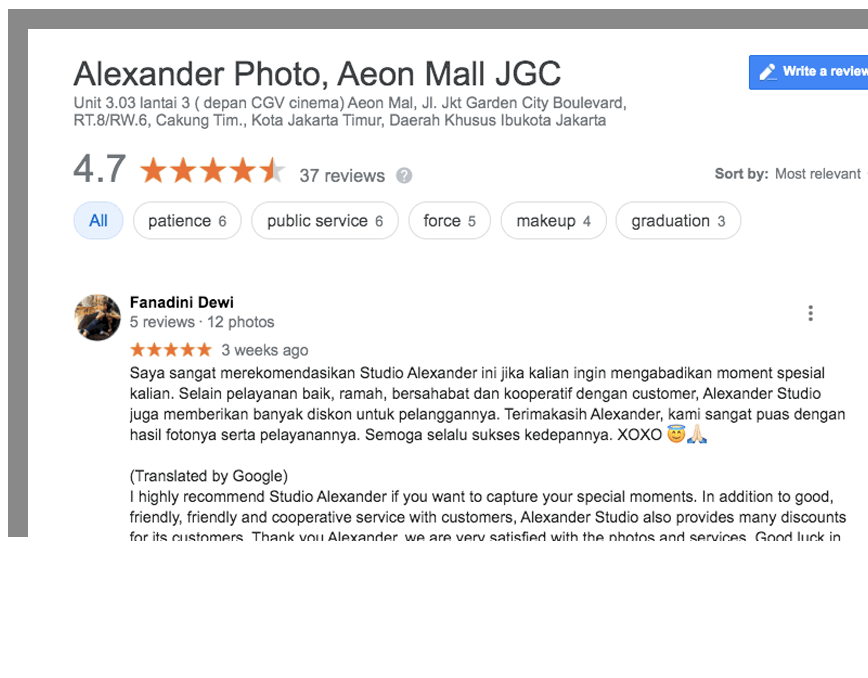 Alexander Photo, Aeon Mall JGC
Write a review
Unit 3.03 lantai 3 ( depan CGV cinema) Aeon Mal, Jl. Jkt Garden City Boulevard,
RT.8/RW.6, Cakung Tim., Kota Jakarta Timur, Daerah Khusus Ibukota Jakarta
4.7 37 reviews ? Sort by: Most relevant
All patience 6 public service 6 force 5 makeup 4 graduation 3
Fanadini Dewi
5 reviews · 12 photos
3 weeks ago
Saya sangat merekomendasikan Studio Alexander ini jika kalian ingin mengabadikan moment spesial
kalian. Selain pelayanan baik, ramah, bersahabat dan kooperatif dengan customer, Alexander Studio
juga memberikan banyak diskon untuk pelanggannya. Terimakasih Alexander, kami sangat puas dengan
hasil fotonya serta pelayanannya. Semoga selalu sukses kedepannya. XOXO 😇🙏🏻
(Translated by Google)
I highly recommend Studio Alexander if you want to capture your special moments. In addition to good,
friendly, friendly and cooperative service with customers, Alexander Studio also provides many discounts
for its customers. Thank you Alexander, we are very satisfied with the photos and services. Good luck in